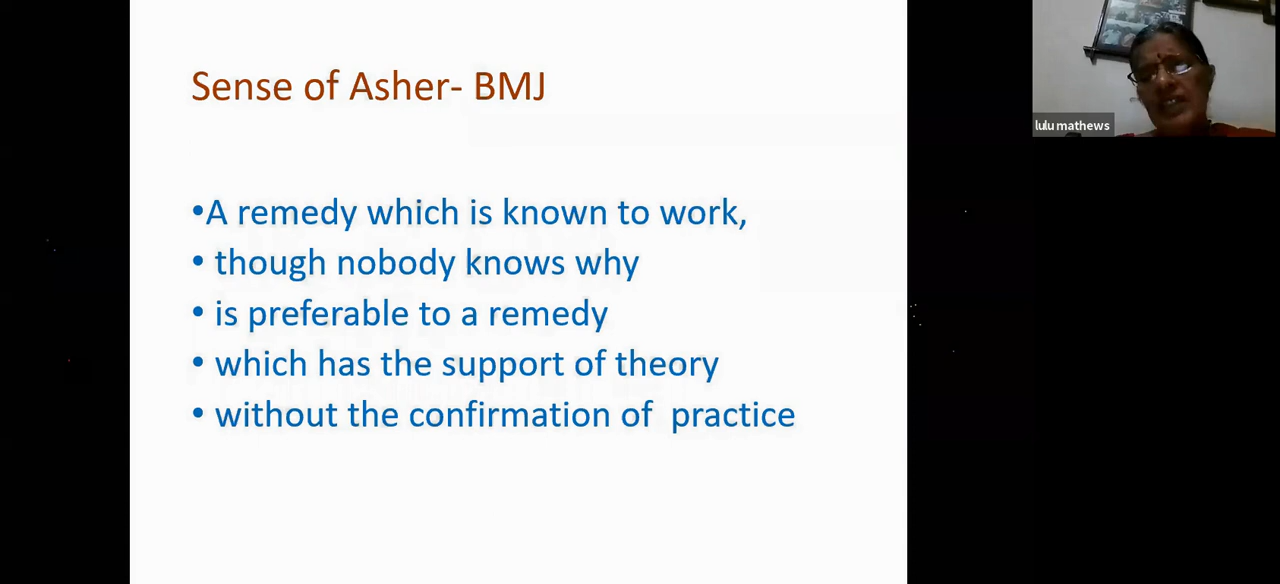 Sense of Asher- BMJ
•A remedy which is known to work,
• though nobody knows why
• is preferable to a remedy
• which has the support of theory
• without the confirmation of  practice
lulu mathews